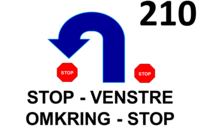 210
STOP STOP
STOP - VENSTRE
OMKRING - STOP